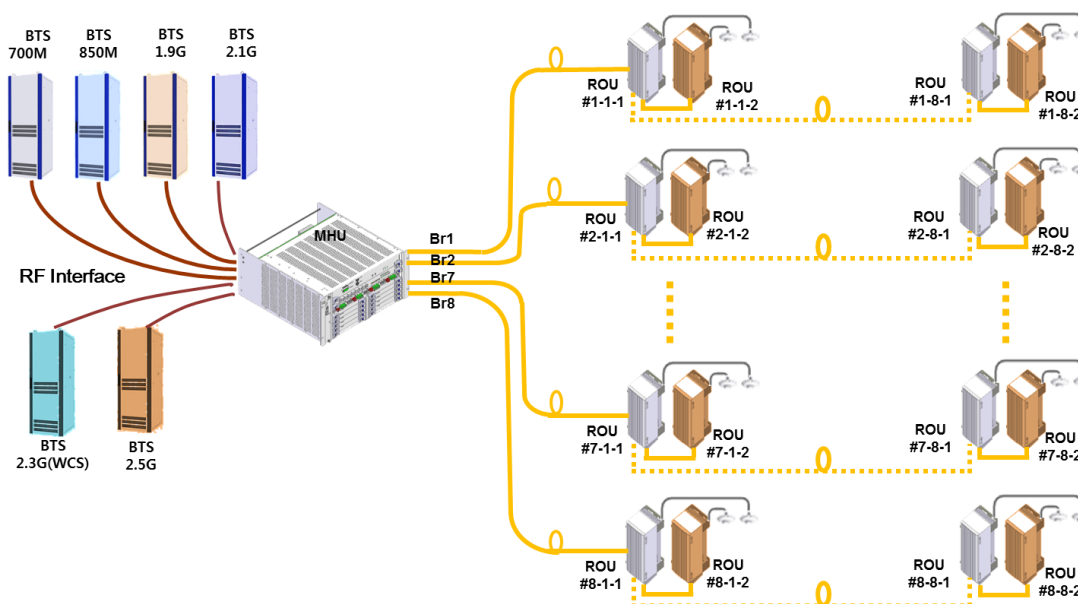 BTS
700M
BTS
850M
BTS
1.9G
BTS
2.1G
MHU
RF Interface
BTS
2.3G(WCS)
BTS
2.5G
Br1
Br2
Br7
Br8
ROU
#1-1-1
ROU
#1-1-2
ROU
#1-8-1
ROU
#1-8-2
ROU
#2-1-1
ROU
#2-1-2
ROU
#2-8-1
ROU
#2-8-2
ROU
#7-1-1
ROU
#7-1-2
ROU
#7-8-1
ROU
#7-8-2
ROU
#8-1-1
ROU
#8-1-2
ROU
#8-8-1
ROU
#8-8-2